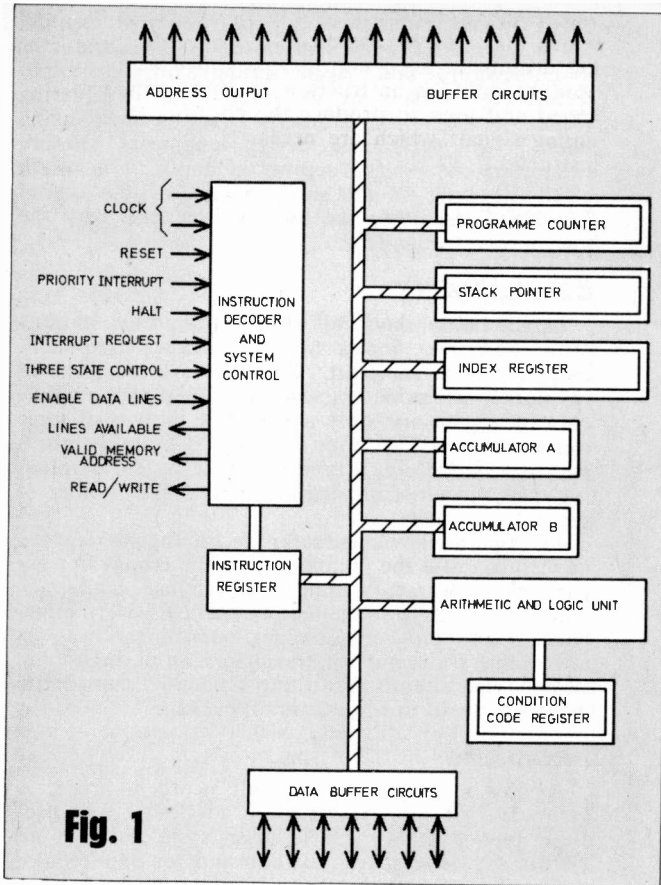 ADDRESS OUTPUT BUFFER CIRCUITS
CLOCK
RESET
PRIORITY INTERRUPT
HALT
INTERRUPT REQUEST
THREE STATE CONTROL
ENABLE DATA LINES
LINES AVAILABLE
VALID MEMORY
ADDRESS
READ/WRITE
INSTRUCTION
DECODER
AND
SYSTEM
CONTROL
INSTRUCTION
REGISTER
PROGRAMME COUNTER
STACK POINTER
INDEX REGISTER
ACCUMULATOR A
ACCUMULATOR B
ARITHMETIC AND LOGIC UNIT
CONDITION
CODE REGISTER
DATA BUFFER CIRCUITS
Fig. 1